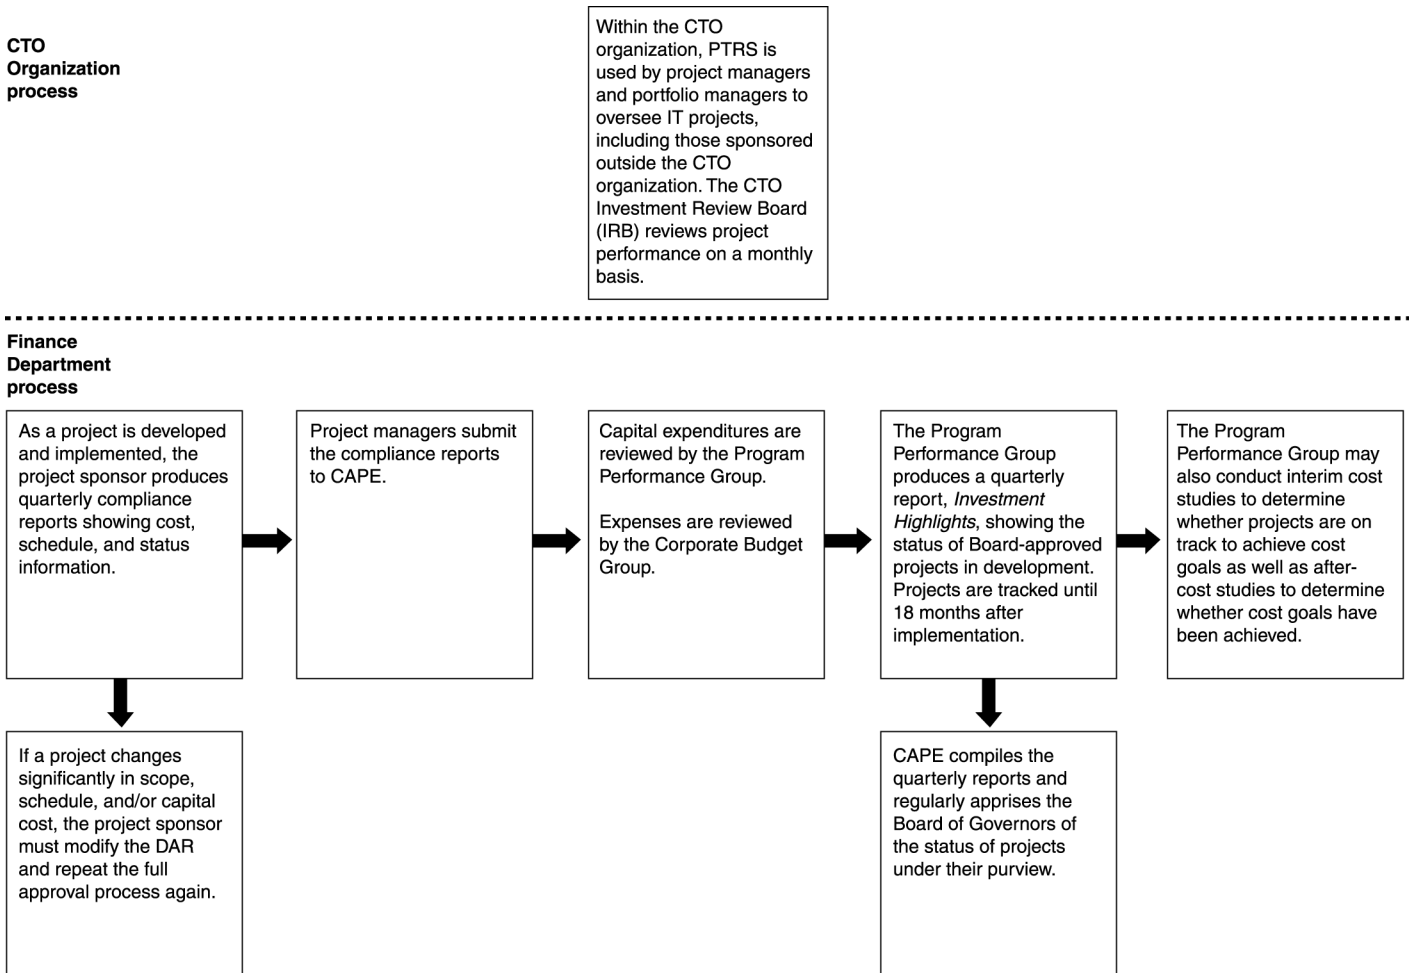 CTO
Organization
process
Within the CTO
organization, PTRS is
used by project managers
and portfolio managers to
oversee IT projects,
including those sponsored
outside the CTO
organization. The CTO
Investment Review Board
(IRB) reviews project
performance on a monthly
basis.
Finance
Department
process
As a project is developed
and implemented, the
project sponsor produces
quarterly compliance
reports showing cost,
schedule, and status
information.
Project managers submit
the compliance reports
to CAPE.
Capital expenditures are
reviewed by the Program
Performance Group.
Expenses are reviewed
by the Corporate Budget
Group.
The Program
Performance Group
produces a quarterly
report, Investment
Highlights, showing the
status of Board-approved
projects in development.
Projects are tracked until
18 months after
implementation.
The Program
Performance Group may
also conduct interim cost
studies to determine
whether projects are on
track to achieve cost
goals as well as after-
cost studies to determine
whether cost goals have
been achieved.
If a project changes
significantly in scope,
schedule, and/or capital
cost, the project sponsor
must modify the DAR
and repeat the full
approval process again.
CAPE compiles the
quarterly reports and
regularly apprises the
Board of Governors of
the status of projects
under their purview.